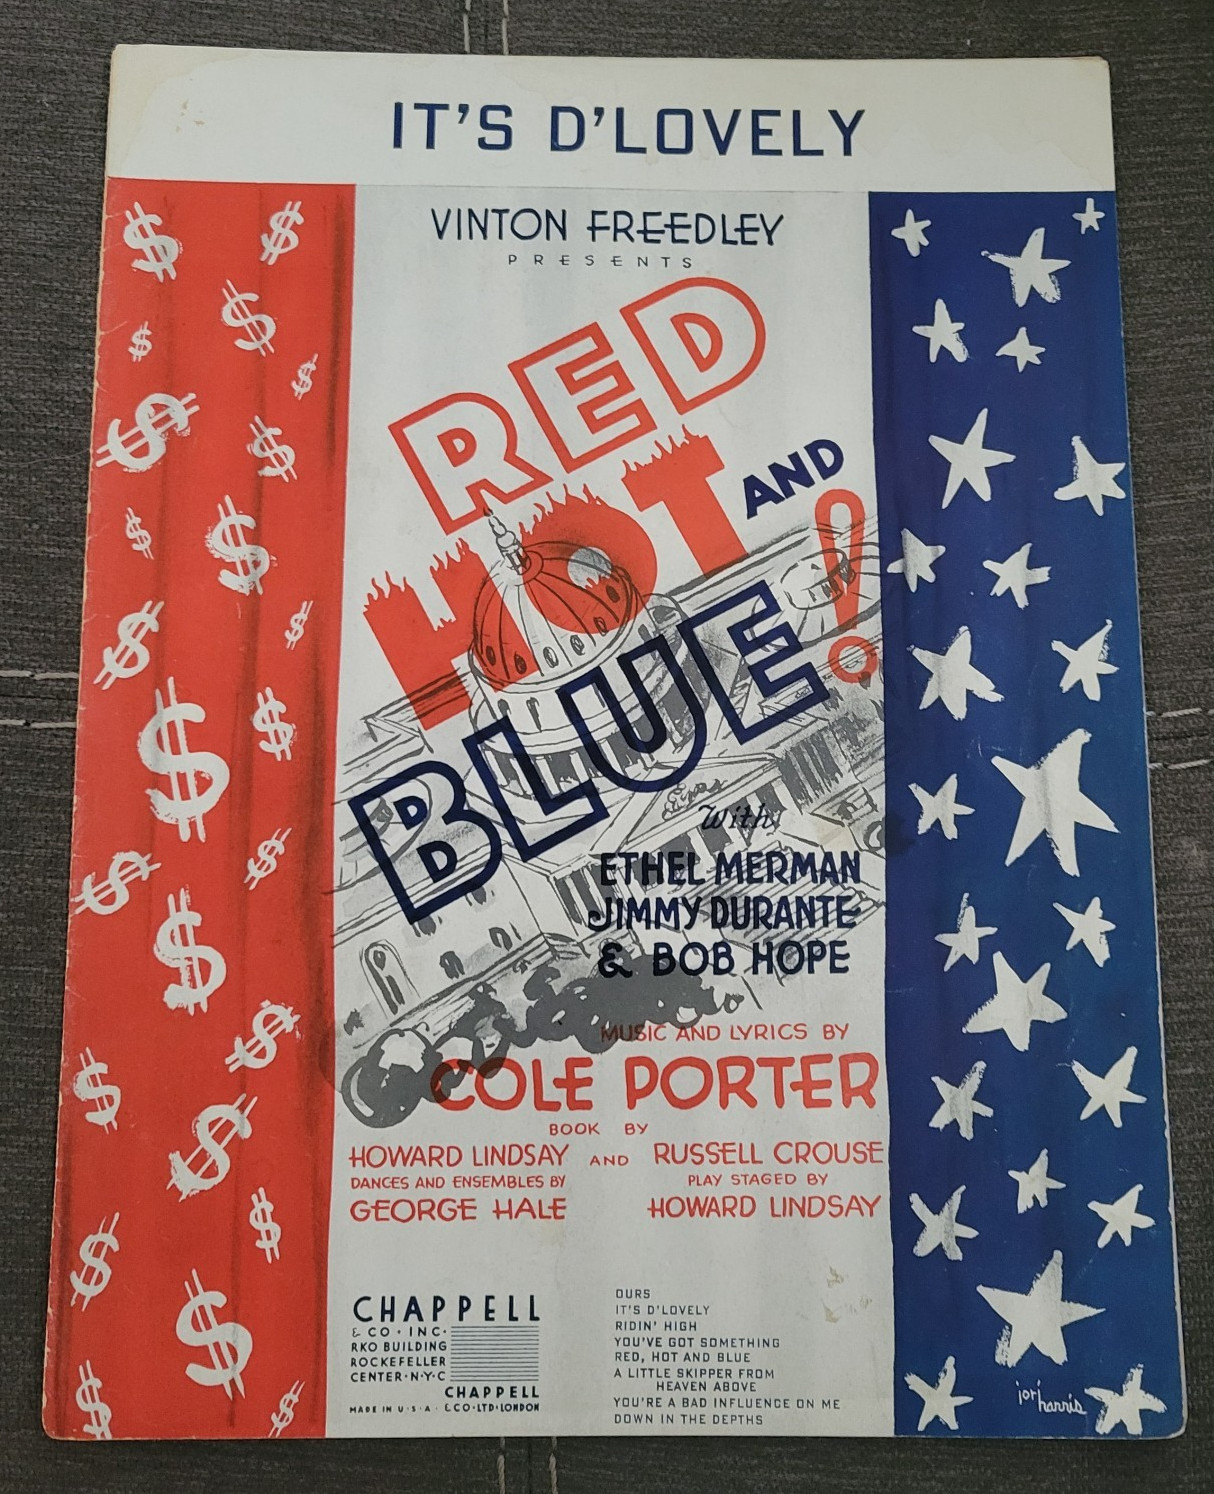 IT'S D'LOVELY
VINTON FREEDLEY
PRESENTS
RED
HOT AND
BLUE!
With
ETHEL MERMAN
JIMMY DURANTE
& BOB HOPE
MUSIC AND LYRICS BY
COLE PORTER
BOOK BY
HOWARD LINDSAY AND RUSSELL CROUSE
DANCES AND ENSEMBLES BY
GEORGE HALE
PLAY STAGED BY
HOWARD LINDSAY
CHAPPELL
& CO · INC ·
RKO BUILDING
ROCKEFELLER
CENTER · N · Y · C
CHAPPELL
MADE IN U · S · A · & CO · LTD · LONDON
OURS
IT'S D'LOVELY
RIDIN' HIGH
YOU'VE GOT SOMETHING
RED, HOT AND BLUE
A LITTLE SKIPPER FROM
HEAVEN ABOVE
YOU'RE A BAD INFLUENCE ON ME
DOWN IN THE DEPTHS
jori
harris